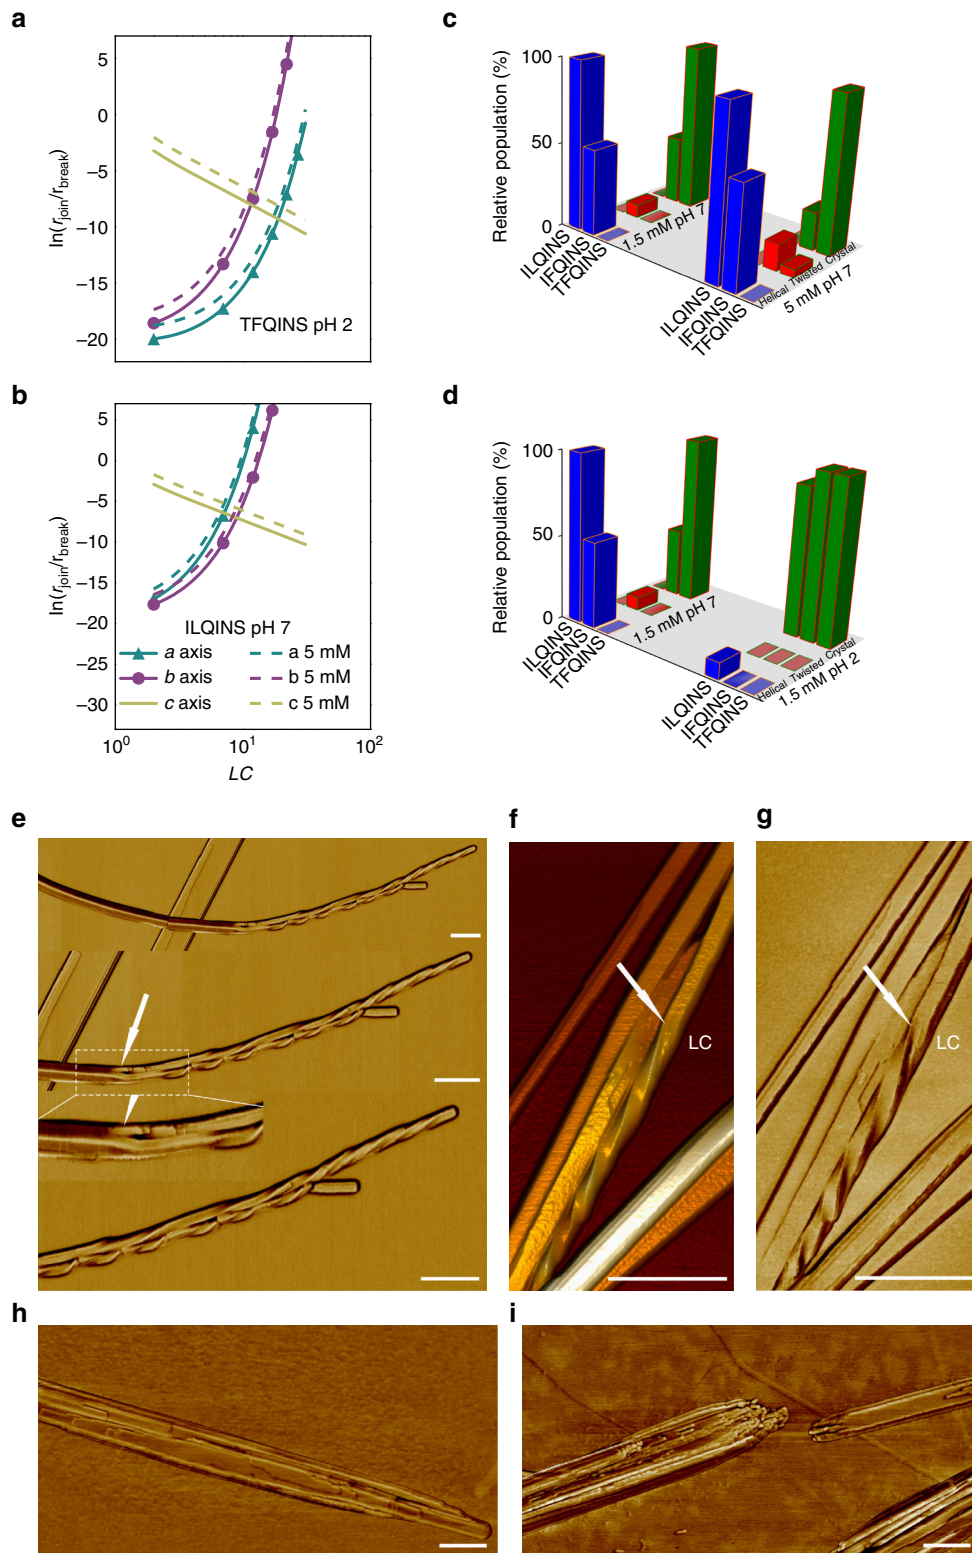 a
5
0
–5
–10
–15
–20
ln(rjoin/rbreak)
TFQINS pH 2
b
5
0
–5
–10
–15
–20
–25
–30
ln(rjoin/rbreak)
ILQINS pH 7
a axis
a 5 mM
b axis
b 5 mM
c axis
c 5 mM
10^0
10^1
10^2
LC
c
Relative population (%)
100
50
0
ILQINS
IFQINS
TFQINS
1.5 mM pH 7
ILQINS
IFQINS
TFQINS
Helical Twisted Crystal
5 mM pH 7
d
Relative population (%)
100
50
0
ILQINS
IFQINS
TFQINS
1.5 mM pH 7
ILQINS
IFQINS
TFQINS
Helical Twisted Crystal
1.5 mM pH 2
e
f
LC
g
LC
h
i